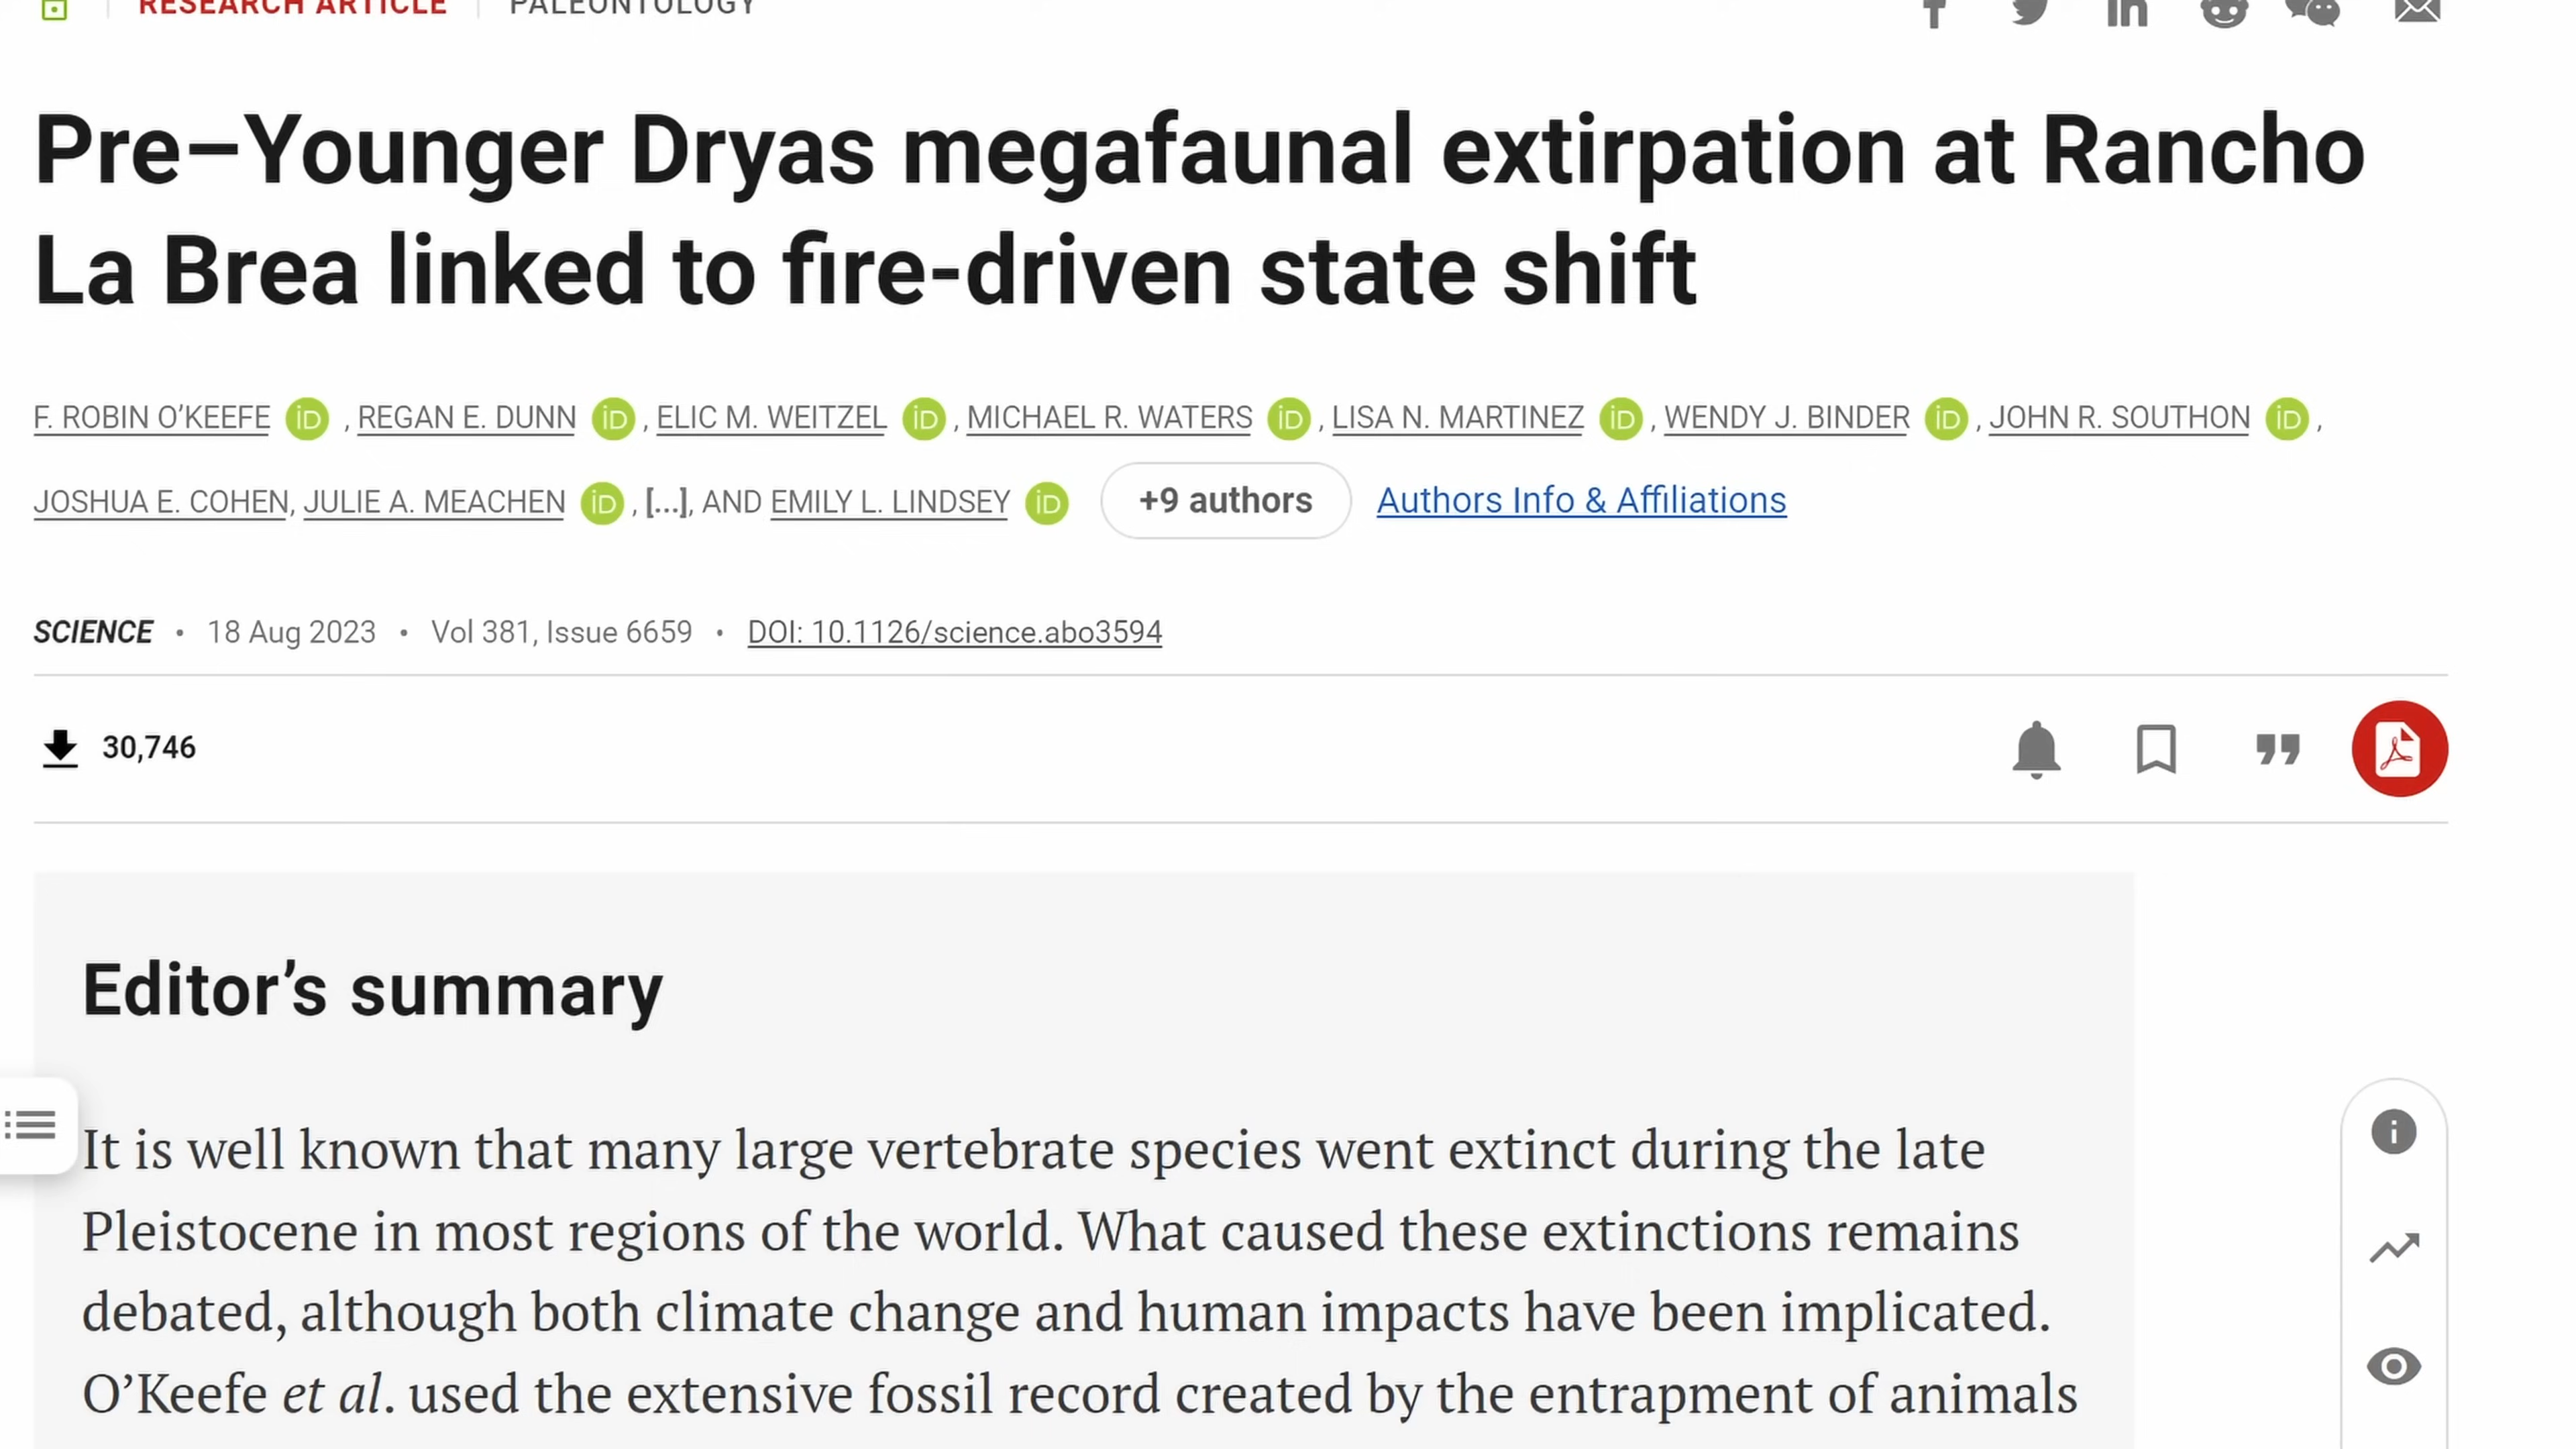 RESEARCH ARTICLE PALEONTOLOGY
Pre–Younger Dryas megafaunal extirpation at Rancho
La Brea linked to fire-driven state shift
F. ROBIN O’KEEFE iD , REGAN E. DUNN iD , ELIC M. WEITZEL iD , MICHAEL R. WATERS iD , LISA N. MARTINEZ iD , WENDY J. BINDER iD , JOHN R. SOUTHON iD ,
JOSHUA E. COHEN, JULIE A. MEACHEN iD , [...], AND EMILY L. LINDSEY iD +9 authors Authors Info & Affiliations
SCIENCE • 18 Aug 2023 • Vol 381, Issue 6659 • DOI: 10.1126/science.abo3594
30,746
Editor’s summary
It is well known that many large vertebrate species went extinct during the late
Pleistocene in most regions of the world. What caused these extinctions remains
debated, although both climate change and human impacts have been implicated.
O’Keefe et al. used the extensive fossil record created by the entrapment of animals